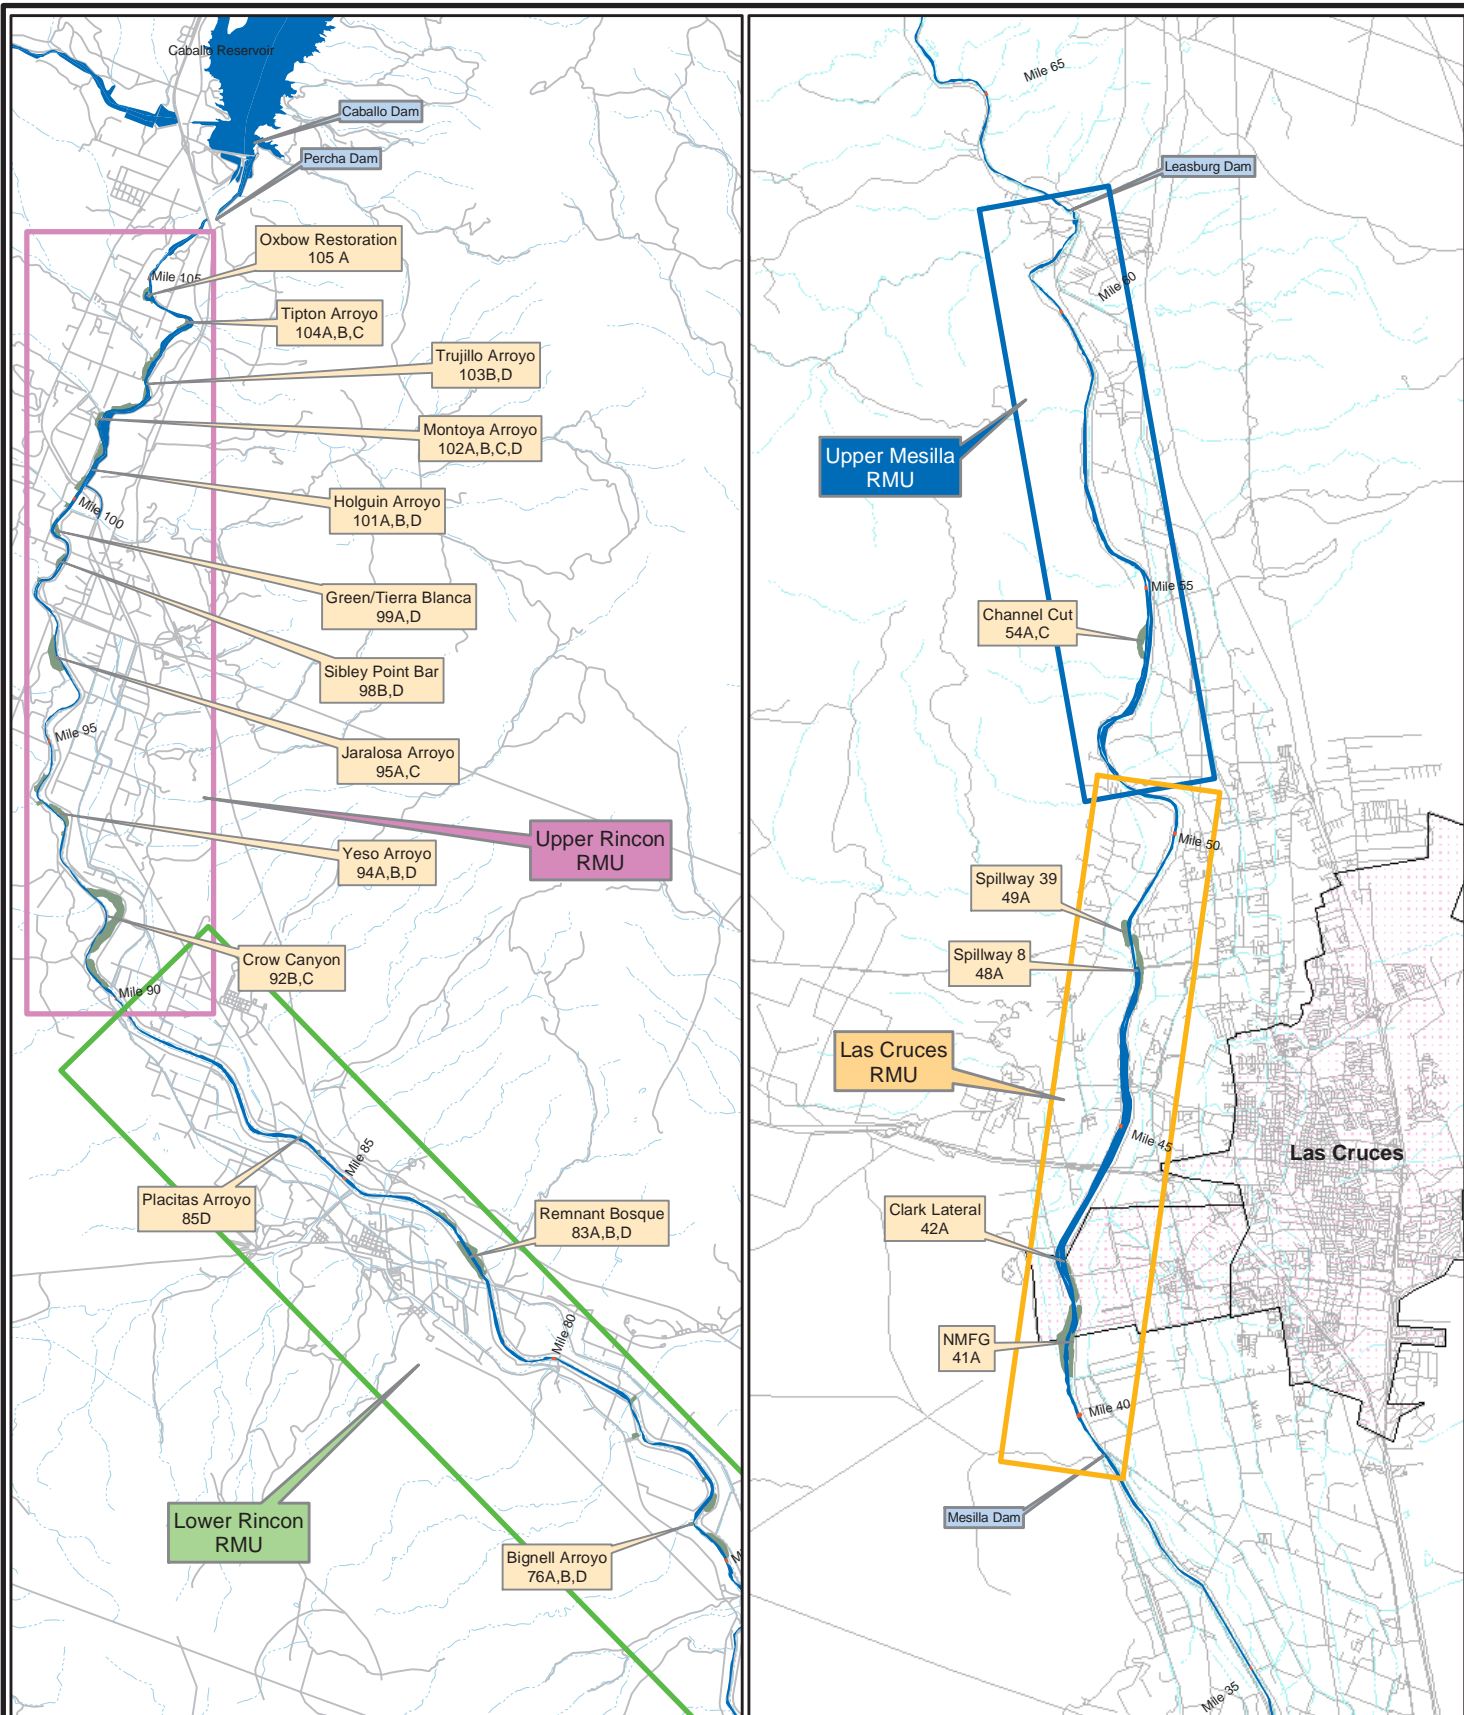 Caballo Reservoir
Caballo Dam
Percha Dam
Oxbow Restoration
105 A
Mile 105
Tipton Arroyo
104A,B,C
Trujillo Arroyo
103B,D
Montoya Arroyo
102A,B,C,D
Holguin Arroyo
101A,B,D
Mile 100
Green/Tierra Blanca
99A,D
Sibley Point Bar
98B,D
Mile 95
Jaralosa Arroyo
95A,C
Upper Rincon
RMU
Yeso Arroyo
94A,B,D
Crow Canyon
92B,C
Mile 90
Mile 85
Placitas Arroyo
85D
Remnant Bosque
83A,B,D
Mile 80
Lower Rincon
RMU
Bignell Arroyo
76A,B,D
Mile 65
Leasburg Dam
Mile 60
Upper Mesilla
RMU
Mile 55
Channel Cut
54A,C
Mile 50
Spillway 39
49A
Spillway 8
48A
Las Cruces
RMU
Mile 45
Las Cruces
Clark Lateral
42A
NMFG
41A
Mile 40
Mesilla Dam
Mile 35